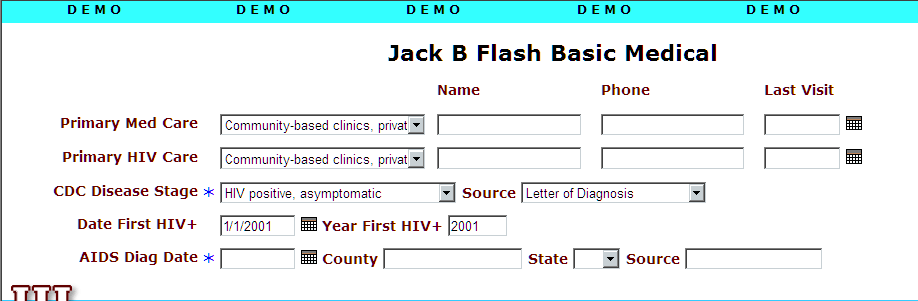 DEMO DEMO DEMO DEMO DEMO
Jack B Flash Basic Medical
Name Phone Last Visit
Primary Med Care Community-based clinics, privat
Primary HIV Care Community-based clinics, privat
CDC Disease Stage * HIV positive, asymptomatic Source Letter of Diagnosis
Date First HIV+ 1/1/2001 Year First HIV+ 2001
AIDS Diag Date * County State Source